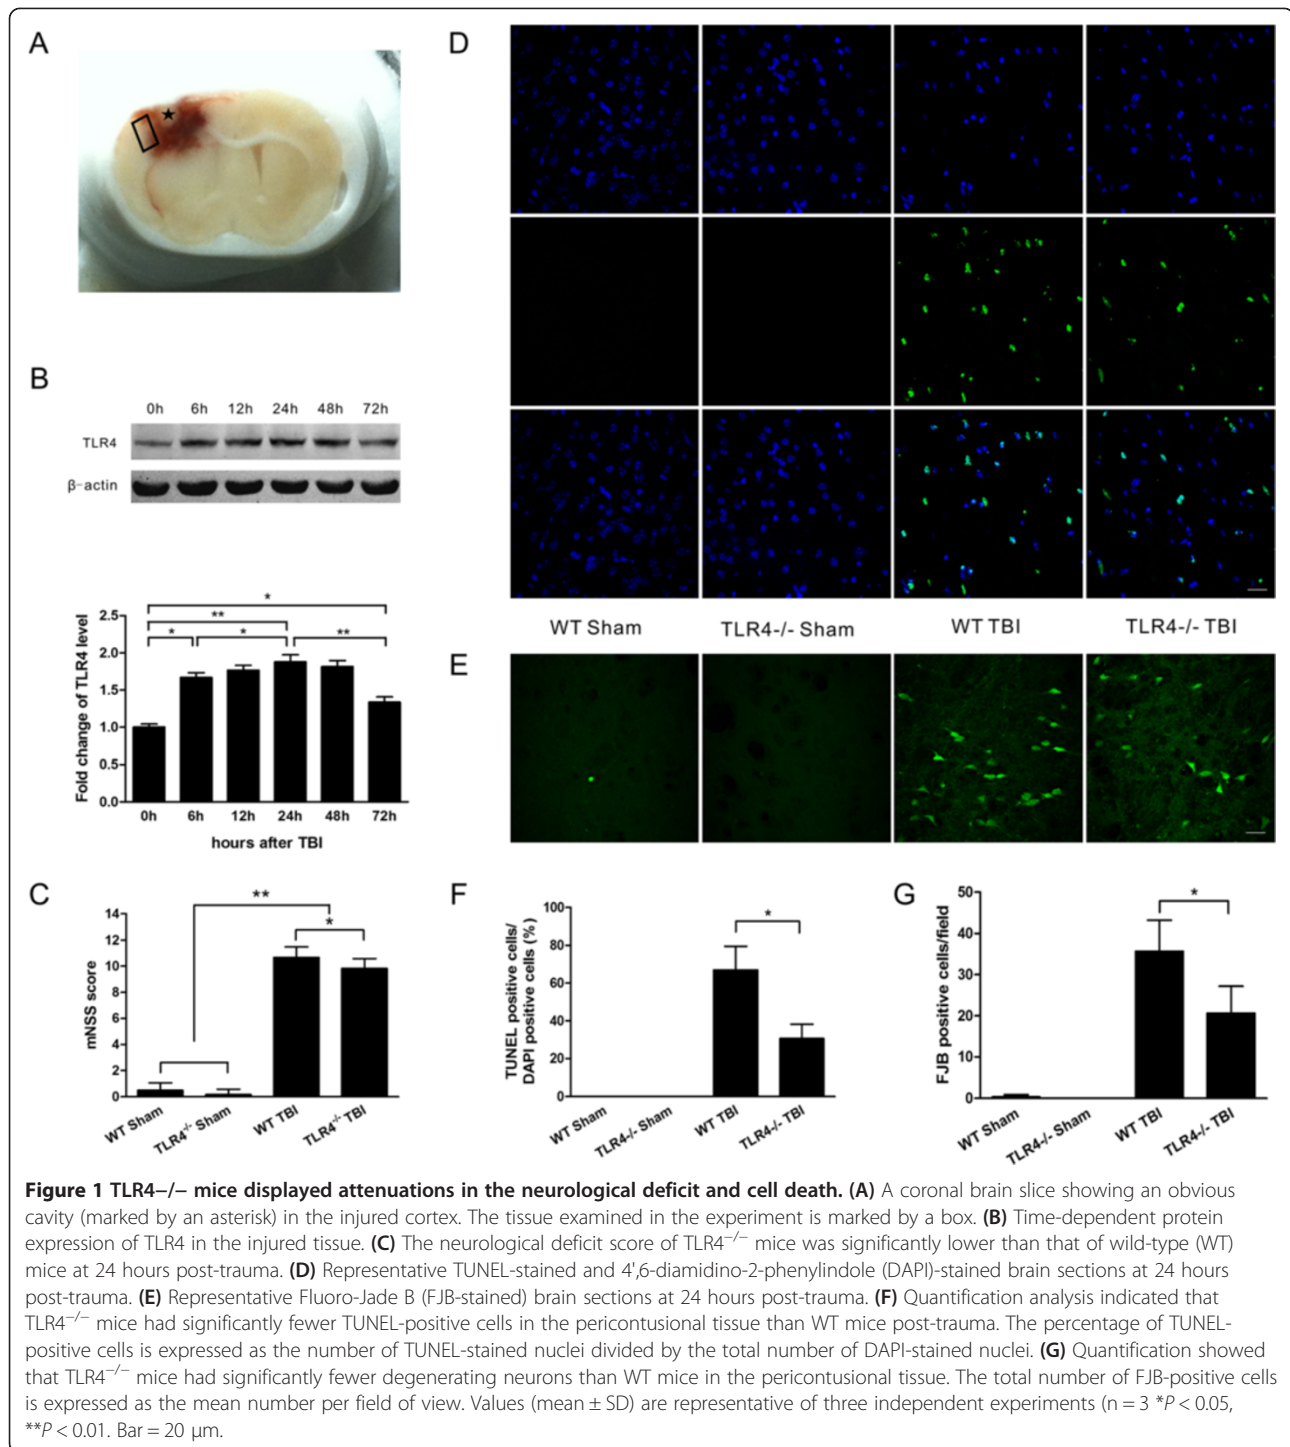 A
B
0h 6h 12h 24h 48h 72h
TLR4
β-actin
*
**
* * **
2.5
2.0
1.5
1.0
0.5
0.0
Fold change of TLR4 level
0h 6h 12h 24h 48h 72h
hours after TBI
C
**
*
14
12
10
8
6
4
2
0
mNSS score
WT Sham TLR4-/- Sham WT TBI TLR4-/- TBI
D
WT Sham TLR4-/- Sham WT TBI TLR4-/- TBI
E
F
*
100
80
60
40
20
0
TUNEL positive cells/
DAPI positive cells (%)
WT Sham TLR4-/- Sham WT TBI TLR4-/- TBI
G
*
50
40
30
20
10
0
FJB positive cells/field
WT Sham TLR4-/- Sham WT TBI TLR4-/- TBI
Figure 1 TLR4−/− mice displayed attenuations in the neurological deficit and cell death. (A) A coronal brain slice showing an obvious
cavity (marked by an asterisk) in the injured cortex. The tissue examined in the experiment is marked by a box. (B) Time-dependent protein
expression of TLR4 in the injured tissue. (C) The neurological deficit score of TLR4−/− mice was significantly lower than that of wild-type (WT)
mice at 24 hours post-trauma. (D) Representative TUNEL-stained and 4',6-diamidino-2-phenylindole (DAPI)-stained brain sections at 24 hours
post-trauma. (E) Representative Fluoro-Jade B (FJB-stained) brain sections at 24 hours post-trauma. (F) Quantification analysis indicated that
TLR4−/− mice had significantly fewer TUNEL-positive cells in the pericontusional tissue than WT mice post-trauma. The percentage of TUNEL-
positive cells is expressed as the number of TUNEL-stained nuclei divided by the total number of DAPI-stained nuclei. (G) Quantification showed
that TLR4−/− mice had significantly fewer degenerating neurons than WT mice in the pericontusional tissue. The total number of FJB-positive cells
is expressed as the mean number per field of view. Values (mean ± SD) are representative of three independent experiments (n = 3 *P < 0.05,
**P < 0.01. Bar = 20 μm.